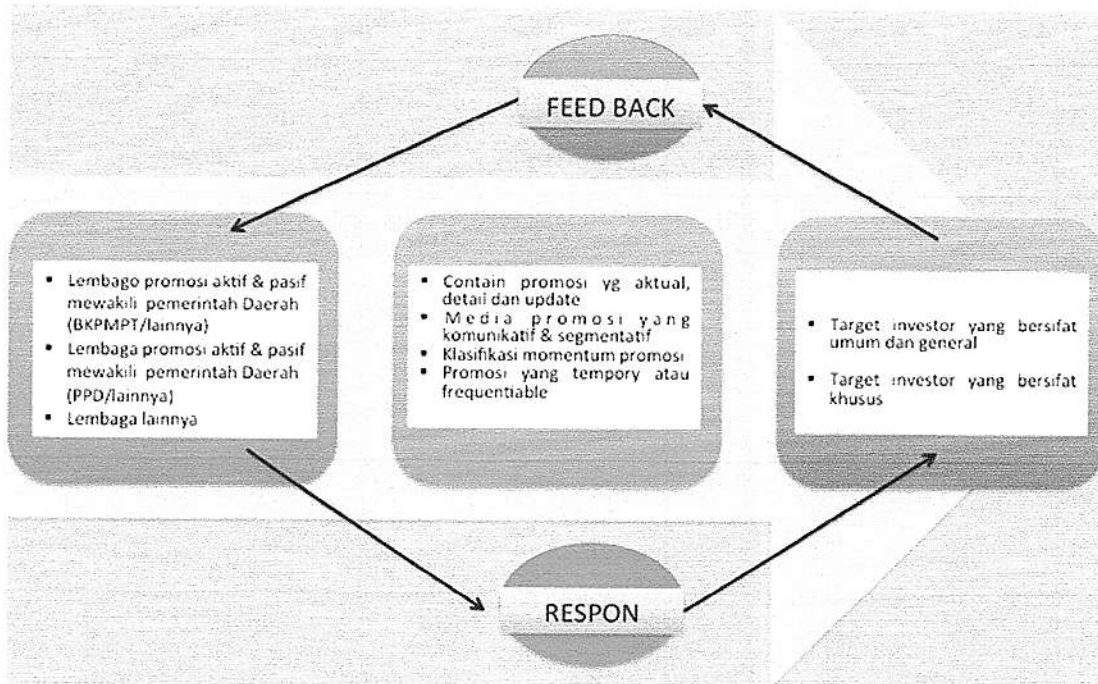 FEED BACK
▪ Lembago promosi aktif & pasif
mewakili pemerintah Daerah
(BKPMPT/lainnya)
▪ Lembaga promosi aktif & pasif
mewakili pemerintah Daerah
(PPD/lainnya)
▪ Lembaga lainnya
▪ Contain promosi yg aktual,
detail dan update
▪ Media promosi yang
komunikatif & segmentatif
▪ Klasifikasi momentum promosi
▪ Promosi yang tempory atau
frequentiable
▪ Target investor yang bersifat
umum dan general
▪ Target investor yang bersifat
khusus
RESPON